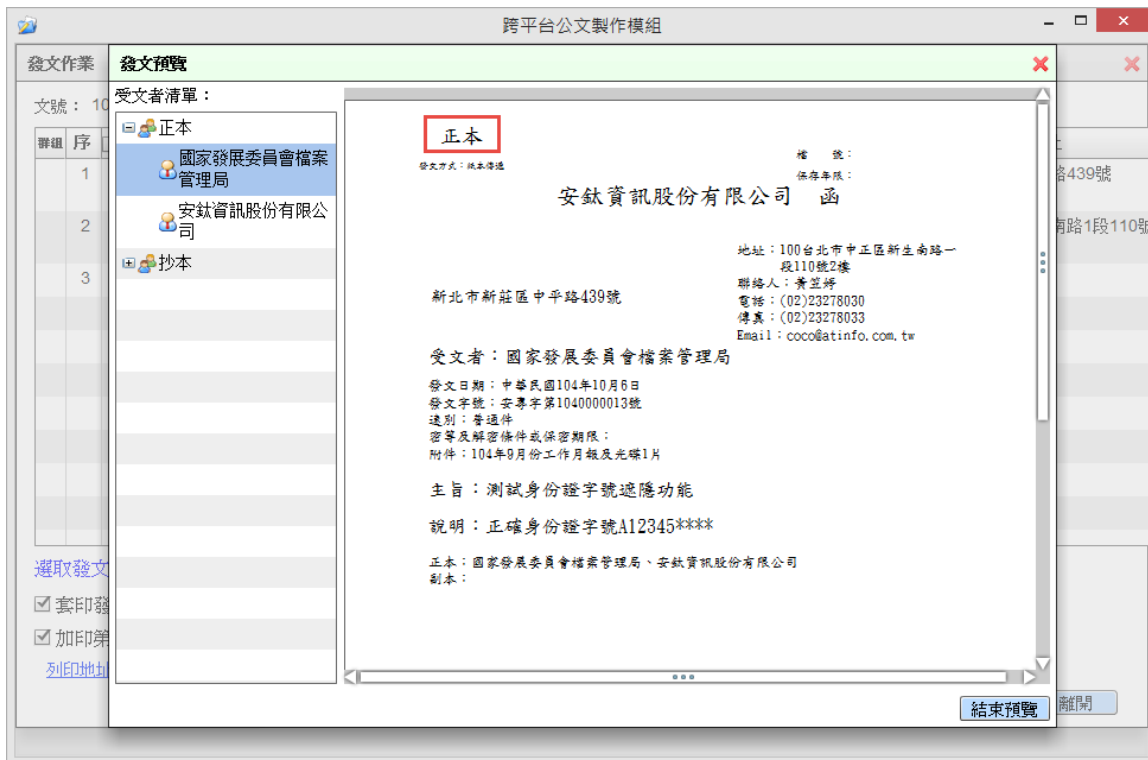 跨平台公文製作模組
發文作業
發文預覽
文號： 10
受文者清單：
群組 序
1
2
3
正本
國家發展委員會檔案
管理局
安鈦資訊股份有限公
司
抄本
正本
發文方式：紙本傳遞
檔 號：
保存年限：
安鈦資訊股份有限公司 函
地址：100台北市中正區新生南路一
段110號2樓
聯絡人：黃笠婷
電話：(02)23278030
傳真：(02)23278033
Email：coco@atinfo.com.tw
新北市新莊區中平路439號
受文者：國家發展委員會檔案管理局
發文日期：中華民國104年10月6日
發文字號：安專字第1040000013號
速別：普通件
密等及解密條件或保密期限：
附件：104年9月份工作月報及光碟1片
主旨：測試身份證字號遮隱功能
說明：正確身份證字號A12345****
正本：國家發展委員會檔案管理局、安鈦資訊股份有限公司
副本：
路439號
南路1段110號
選取發文
套印發
加印第
列印地址
結束預覽
離開